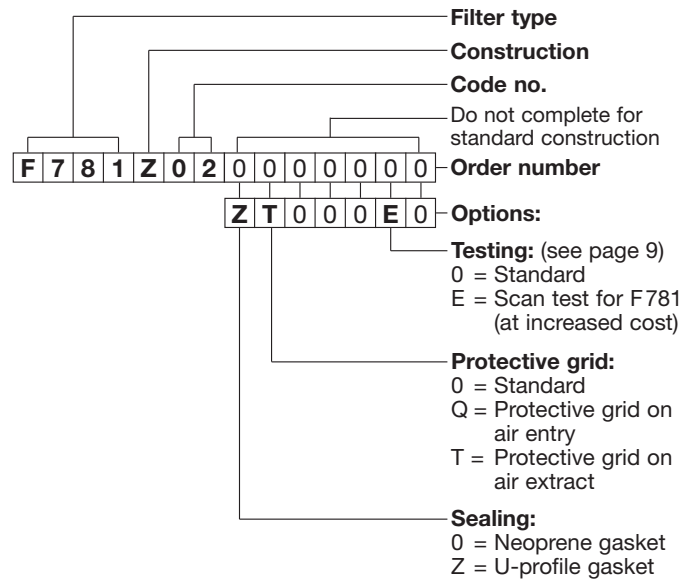 Filter type
Construction
Code no.
Do not complete for
standard construction
F 7 8 1 Z 0 2 0 0 0 0 0 0 0
Order number
Z T 0 0 0 E 0
Options:
Testing: (see page 9)
0 = Standard
E = Scan test for F781
(at increased cost)
Protective grid:
0 = Standard
Q = Protective grid on
air entry
T = Protective grid on
air extract
Sealing:
0 = Neoprene gasket
Z = U-profile gasket